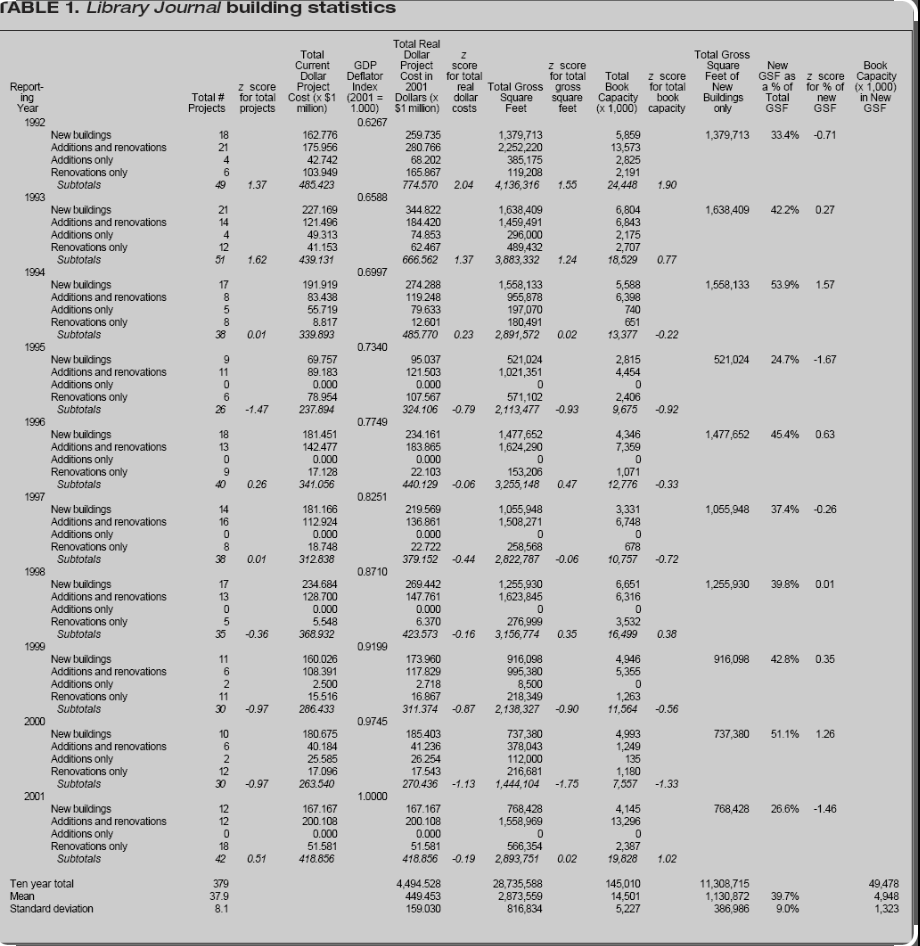 TABLE 1. Library Journal building statistics
Report-ing Year Total # Projects z score for total projects Total Current Dollar Project Cost (x $1 million) GDP Deflator Index (2001 = 1.000) Total Real Dollar Project Cost in 2001 Dollars (x $1 million) z score for total real dollar costs Total Gross Square Feet z score for total gross square feet Total Book Capacity (x 1,000) z score for total book capacity Total Gross Square Feet of New Buildings only New GSF as a % of Total GSF z score for % of new GSF Book Capacity (x 1,000) in New GSF
1992 0.6267
New buildings 18 162.776 259.735 1,379,713 5,859 1,379,713 33.4% -0.71
Additions and renovations 21 175.956 280.766 2,252,220 13,573
Additions only 4 42.742 68.202 385,175 2,825
Renovations only 6 103.949 165.867 119,208 2,191
Subtotals 49 1.37 485.423 774.570 2.04 4,136,316 1.55 24,448 1.90
1993 0.6588
New buildings 21 227.169 344.822 1,638,409 6,804 1,638,409 42.2% 0.27
Additions and renovations 14 121.496 184.420 1,459,491 6,843
Additions only 4 49.313 74.853 296,000 2,175
Renovations only 12 41.153 62.467 489,432 2,707
Subtotals 51 1.62 439.131 666.562 1.37 3,883,332 1.24 18,529 0.77
1994 0.6997
New buildings 17 191.919 274.288 1,558,133 5,588 1,558,133 53.9% 1.57
Additions and renovations 8 83.438 119.248 955,878 6,398
Additions only 5 55.719 79.633 197,070 740
Renovations only 8 8.817 12.601 180,491 651
Subtotals 38 0.01 339.893 485.770 0.23 2,891,572 0.02 13,377 -0.22
1995 0.7340
New buildings 9 69.757 95.037 521,024 2,815 521,024 24.7% -1.67
Additions and renovations 11 89.183 121.503 1,021,351 4,454
Additions only 0 0.000 0.000 0 0
Renovations only 6 78.954 107.567 571,102 2,406
Subtotals 26 -1.47 237.894 324.106 -0.79 2,113,477 -0.93 9,675 -0.92
1996 0.7749
New buildings 18 181.451 234.161 1,477,652 4,346 1,477,652 45.4% 0.63
Additions and renovations 13 142.477 183.865 1,624,290 7,359
Additions only 0 0.000 0.000 0 0
Renovations only 9 17.128 22.103 153,206 1,071
Subtotals 40 0.26 341.056 440.129 -0.06 3,255,148 0.47 12,776 -0.33
1997 0.8251
New buildings 14 181.166 219.569 1,055,948 3,331 1,055,948 37.4% -0.26
Additions and renovations 16 112.924 136.861 1,508,271 6,748
Additions only 0 0.000 0.000 0 0
Renovations only 8 18.748 22.722 258,568 678
Subtotals 38 0.01 312.838 379.152 -0.44 2,822,787 -0.06 10,757 -0.72
1998 0.8710
New buildings 17 234.684 269.442 1,255,930 6,651 1,255,930 39.8% 0.01
Additions and renovations 13 128.700 147.761 1,623,845 6,316
Additions only 0 0.000 0.000 0 0
Renovations only 5 5.548 6.370 276,999 3,532
Subtotals 35 -0.36 368.932 423.573 -0.16 3,156,774 0.35 16,499 0.38
1999 0.9199
New buildings 11 160.026 173.960 916,098 4,946 916,098 42.8% 0.35
Additions and renovations 6 108.391 117.829 995,380 5,355
Additions only 2 2.500 2.718 8,500 0
Renovations only 11 15.516 16.867 218,349 1,263
Subtotals 30 -0.97 286.433 311.374 -0.87 2,138,327 -0.90 11,564 -0.56
2000 0.9745
New buildings 10 180.675 185.403 737,380 4,993 737,380 51.1% 1.26
Additions and renovations 6 40.184 41.236 378,043 1,249
Additions only 2 25.585 26.254 112,000 135
Renovations only 12 17.096 17.543 216,681 1,180
Subtotals 30 -0.97 263.540 270.436 -1.13 1,444,104 -1.75 7,557 -1.33
2001 1.0000
New buildings 12 167.167 167.167 768,428 4,145 768,428 26.6% -1.46
Additions and renovations 12 200.108 200.108 1,558,969 13,296
Additions only 0 0.000 0.000 0 0
Renovations only 18 51.581 51.581 566,354 2,387
Subtotals 42 0.51 418.856 418.856 -0.19 2,893,751 0.02 19,828 1.02
Ten year total 379 4,494.528 28,735,588 145,010 11,308,715 49,478
Mean 37.9 449.453 2,873,559 14,501 1,130,872 39.7% 4,948
Standard deviation 8.1 159.030 816,834 5,227 386,986 9.0% 1,323